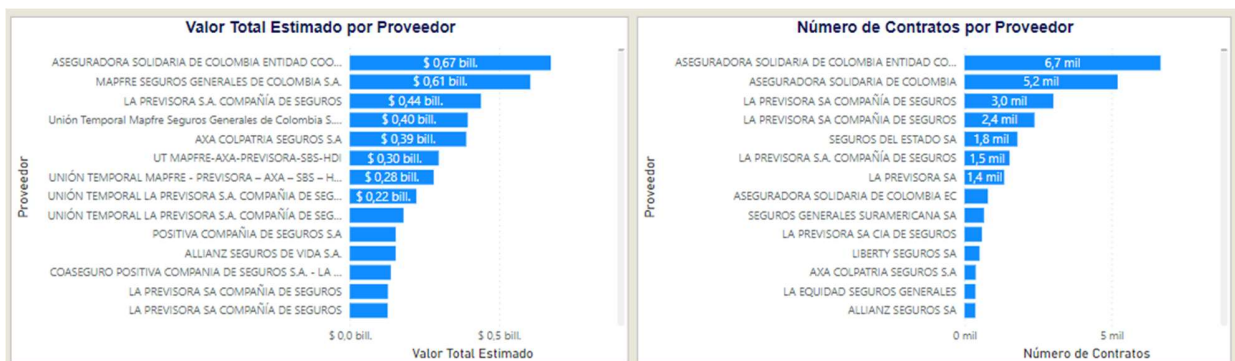 Valor Total Estimado por Proveedor
Proveedor
ASEGURADORA SOLIDARIA DE COLOMBIA ENTIDAD COO... $ 0,67 bill.
MAPFRE SEGUROS GENERALES DE COLOMBIA S.A. $ 0,61 bill.
LA PREVISORA S.A. COMPAÑÍA DE SEGUROS $ 0,44 bill.
Unión Temporal Mapfre Seguros Generales de Colombia S.... $ 0,40 bill.
AXA COLPATRIA SEGUROS S.A $ 0,39 bill.
UT MAPFRE-AXA-PREVISORA-SBS-HDI $ 0,30 bill.
UNIÓN TEMPORAL MAPFRE - PREVISORA – AXA – SBS – H... $ 0,28 bill.
UNIÓN TEMPORAL LA PREVISORA S.A. COMPAÑIA DE SEG... $ 0,22 bill.
UNIÓN TEMPORAL LA PREVISORA S.A. COMPAÑÍA DE SEG...
POSITIVA COMPAÑIA DE SEGUROS S.A
ALLIANZ SEGUROS DE VIDA S.A.
COASEGURO POSITIVA COMPANIA DE SEGUROS S.A. - LA ...
LA PREVISORA SA COMPAÑIA DE SEGUROS
LA PREVISORA SA COMPAÑÍA DE SEGUROS
$ 0,0 bill. $ 0,5 bill.
Valor Total Estimado
Número de Contratos por Proveedor
Proveedor
ASEGURADORA SOLIDARIA DE COLOMBIA ENTIDAD CO... 6,7 mil
ASEGURADORA SOLIDARIA DE COLOMBIA 5,2 mil
LA PREVISORA SA COMPAÑÍA DE SEGUROS 3,0 mil
LA PREVISORA SA COMPAÑIA DE SEGUROS 2,4 mil
SEGUROS DEL ESTADO SA 1,8 mil
LA PREVISORA S.A. COMPAÑÍA DE SEGUROS 1,5 mil
LA PREVISORA SA 1,4 mil
ASEGURADORA SOLIDARIA DE COLOMBIA EC
SEGUROS GENERALES SURAMERICANA SA
LA PREVISORA SA CIA DE SEGUROS
LIBERTY SEGUROS SA
AXA COLPATRIA SEGUROS S.A
LA EQUIDAD SEGUROS GENERALES
ALLIANZ SEGUROS SA
0 mil 5 mil
Número de Contratos